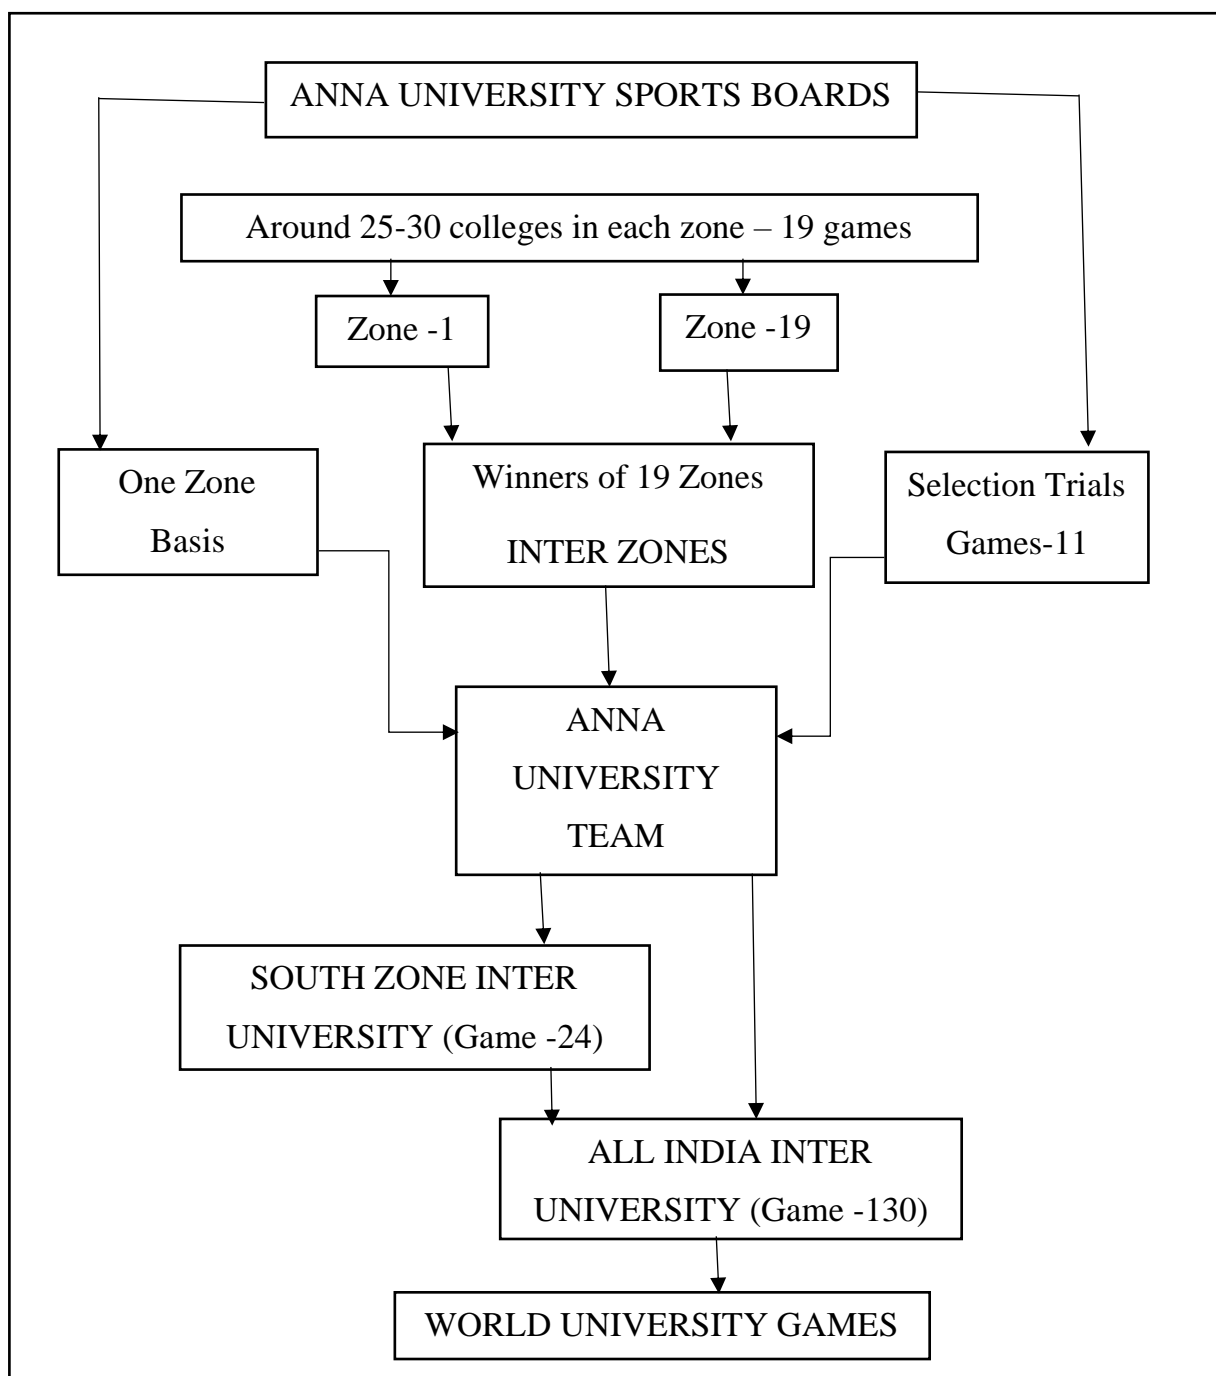 ANNA UNIVERSITY SPORTS BOARDS
Around 25-30 colleges in each zone – 19 games
Zone -1
Zone -19
One Zone
Basis
Winners of 19 Zones
INTER ZONES
Selection Trials
Games-11
ANNA
UNIVERSITY
TEAM
SOUTH ZONE INTER
UNIVERSITY (Game -24)
ALL INDIA INTER
UNIVERSITY (Game -130)
WORLD UNIVERSITY GAMES